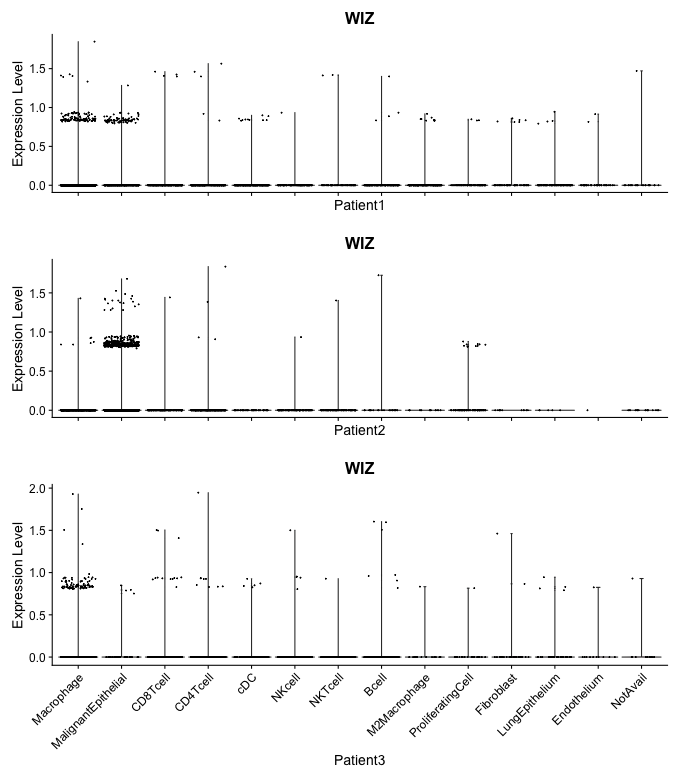 WIZ
Expression Level
1.5
1.0
0.5
0.0
Patient1
WIZ
Expression Level
1.5
1.0
0.5
0.0
Patient2
WIZ
Expression Level
2.0
1.5
1.0
0.5
0.0
Macrophage
MalignantEpithelial
CD8Tcell
CD4Tcell
cDC
NKcell
NKTcell
Bcell
M2Macrophage
ProliferatingCell
Fibroblast
LungEpithelium
Endothelium
NotAvail
Patient3